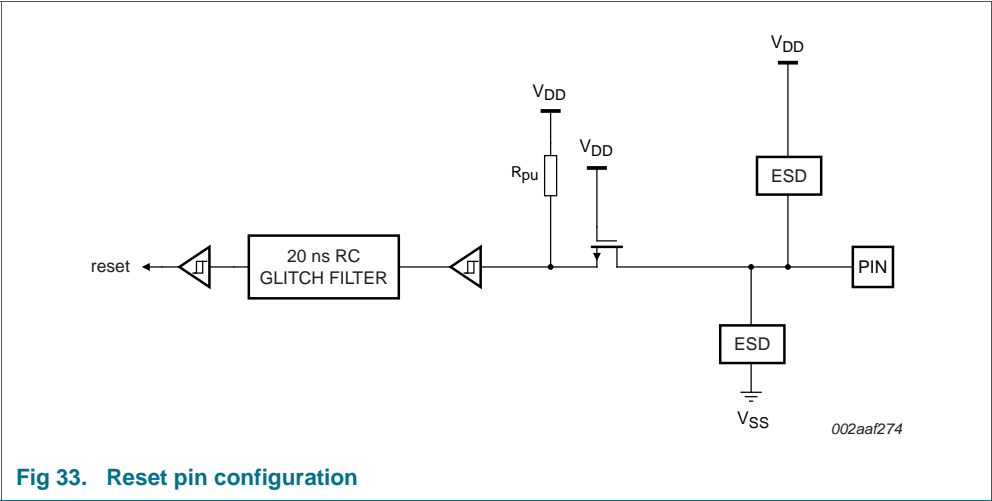 VDD
VDD
VDD
Rpu
ESD
reset
20 ns RC
GLITCH FILTER
PIN
ESD
VSS
002aaf274
Fig 33. Reset pin configuration